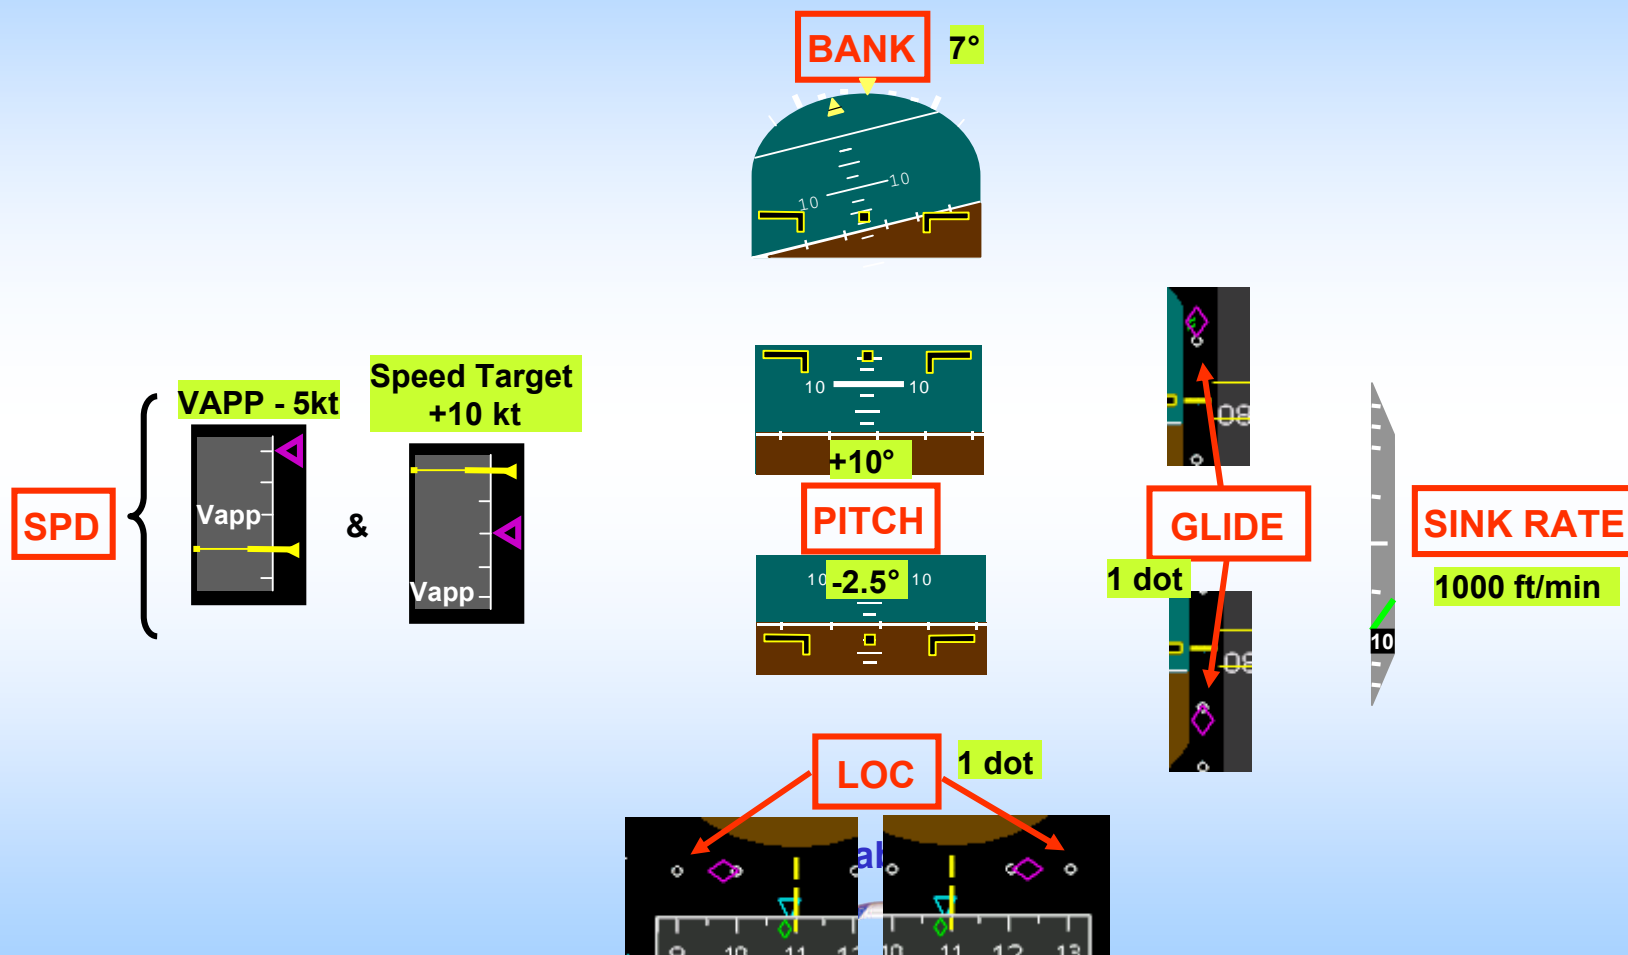 BANK 7°
10 10
VAPP - 5kt
Speed Target
+10 kt
10 10
+10°
SPD
Vapp
&
Vapp
PITCH
10 -2.5° 10
GLIDE
1 dot
SINK RATE
1000 ft/min
10
LOC
1 dot
10 11
10 11 12 13